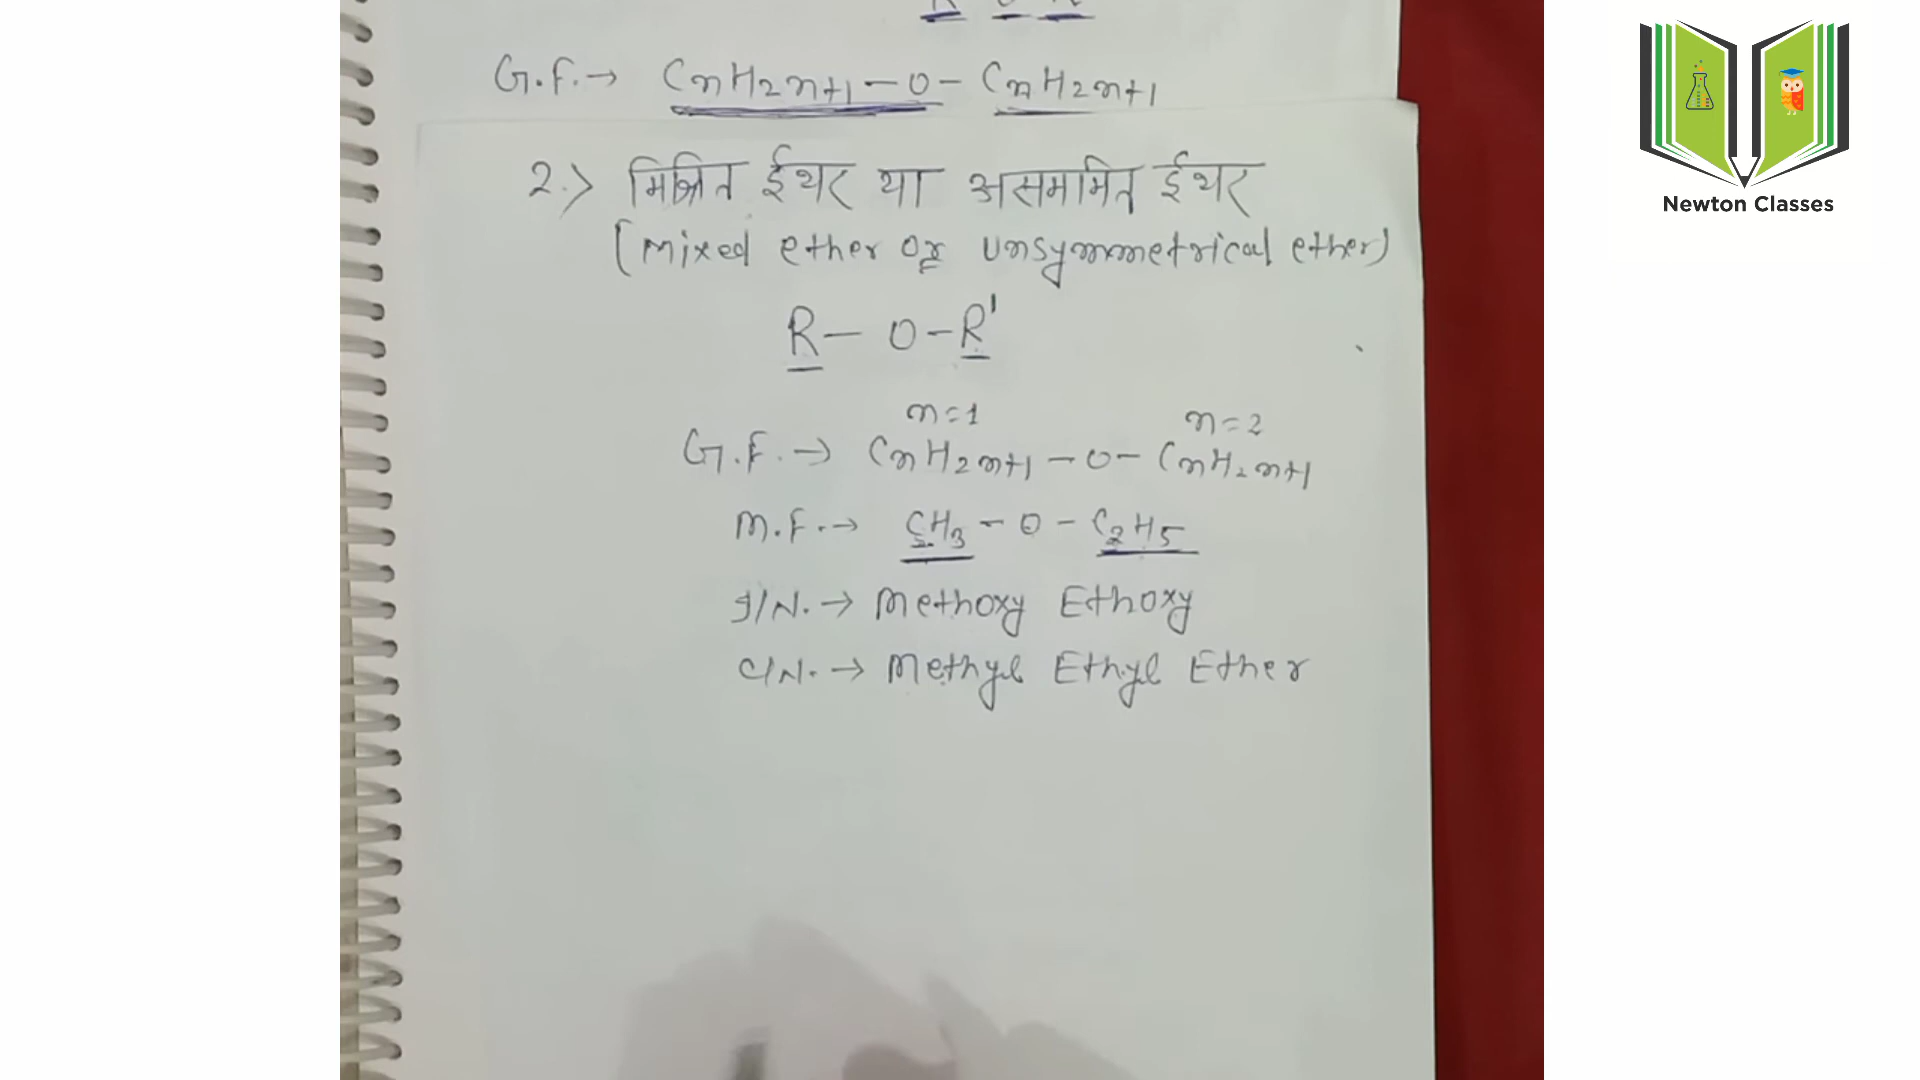 G.F. → CnH2n+1 - O - CnH2n+1
2.> मिश्रित ईथर या असममित ईथर
(Mixed ether or unsymmetrical ether)
R - O - R'
n=1 n=2
G.F. → CnH2n+1 - O - CnH2n+1
M.F. → CH3 - O - C2H5
I/N. → Methoxy Ethoxy
C/N. → Methyl Ethyl Ether
Newton Classes